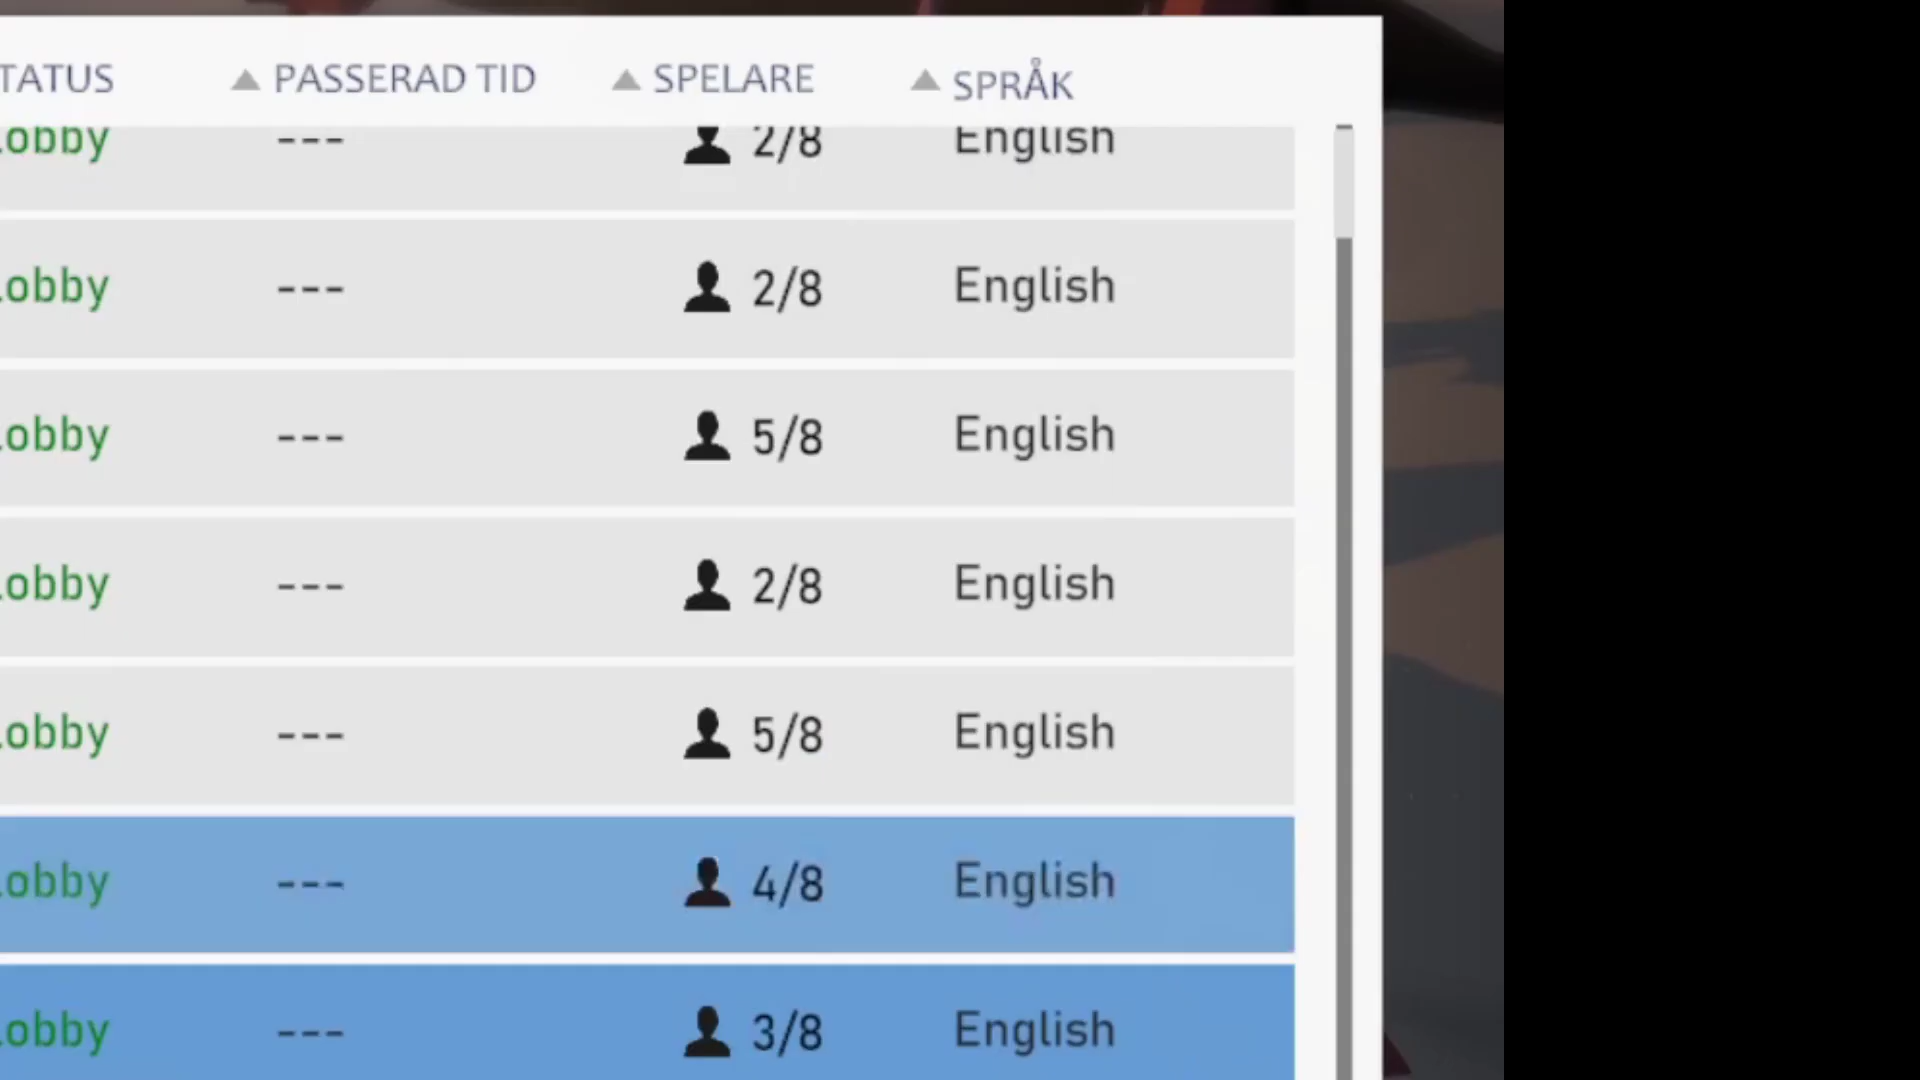 TATUS PASSERAD TID SPELARE SPRÅK
obby --- 2/8 English
obby --- 2/8 English
obby --- 5/8 English
obby --- 2/8 English
obby --- 5/8 English
obby --- 4/8 English
obby --- 3/8 English